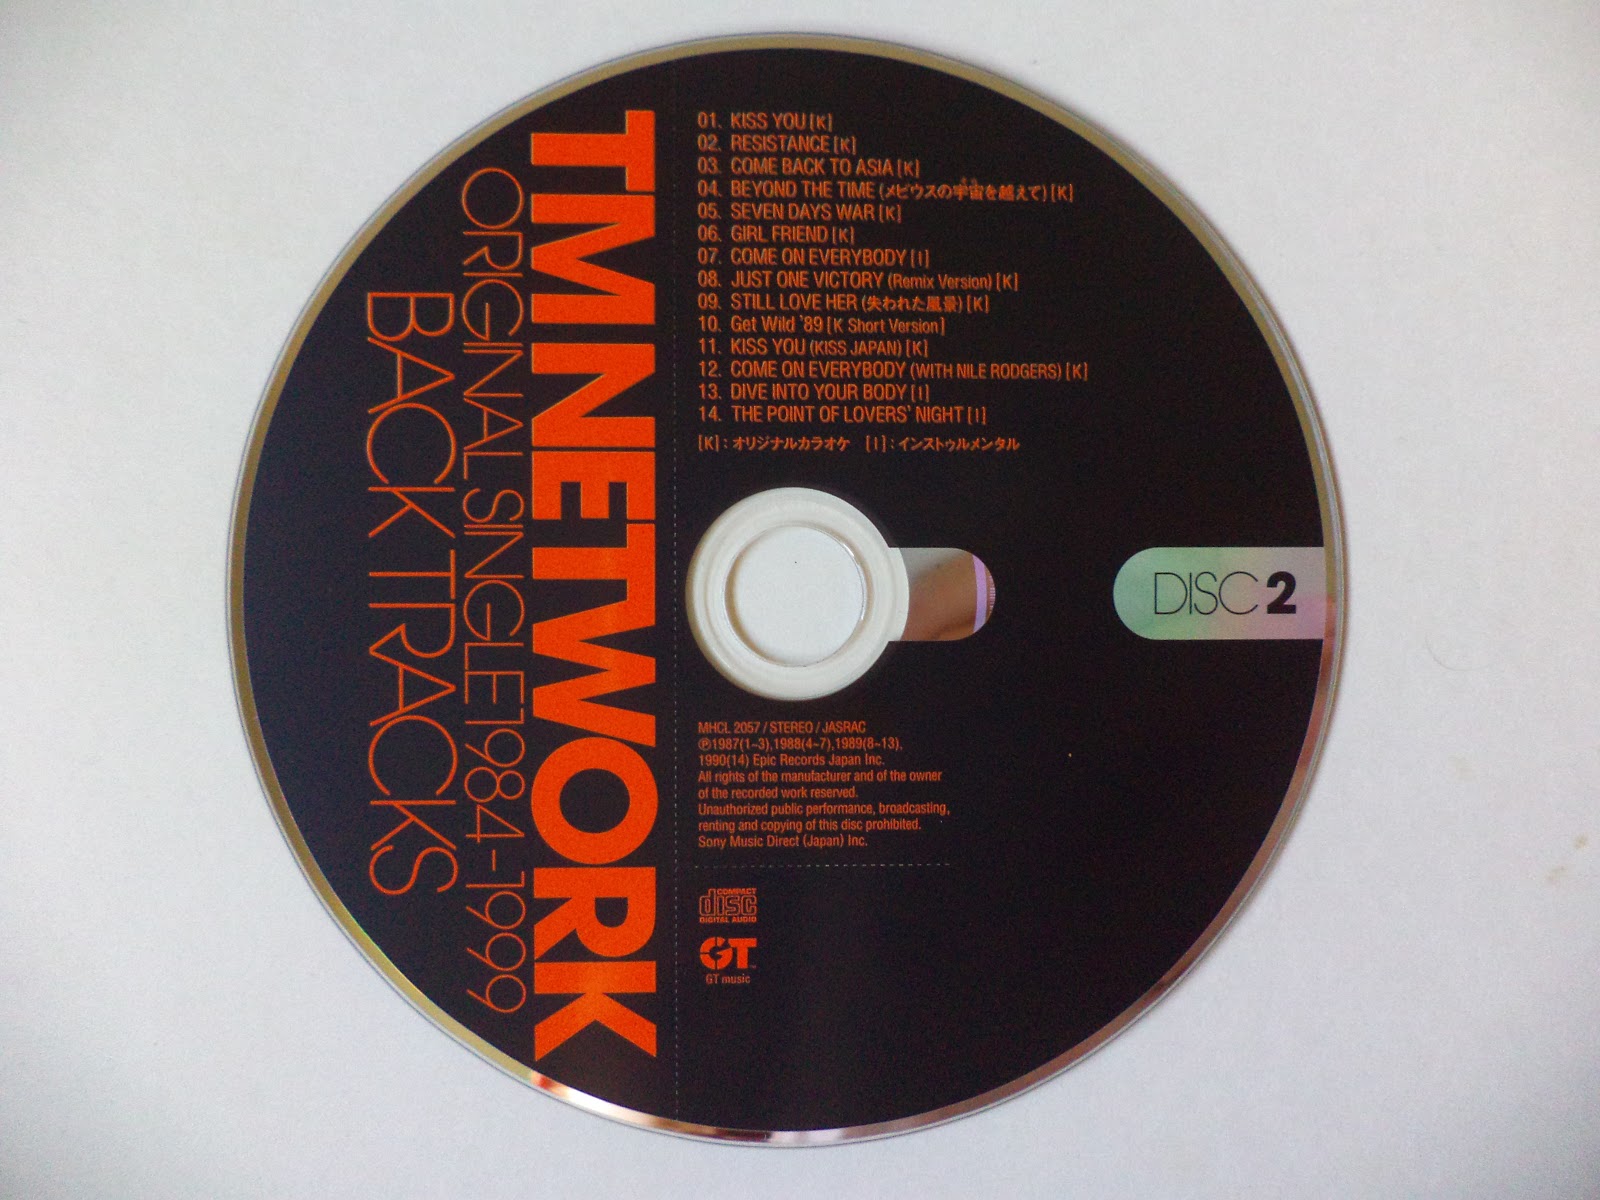 TM NETWORK
ORIGINAL SINGLE 1984-1999
BACK TRACKS
01. KISS YOU [K]
02. RESISTANCE [K]
03. COME BACK TO ASIA [K]
04. BEYOND THE TIME (メビウスの宇宙を越えて) [K]
05. SEVEN DAYS WAR [K]
06. GIRL FRIEND [K]
07. COME ON EVERYBODY [I]
08. JUST ONE VICTORY (Remix Version) [K]
09. STILL LOVE HER (失われた風景) [K]
10. Get Wild '89 [K Short Version]
11. KISS YOU (KISS JAPAN) [K]
12. COME ON EVERYBODY (WITH NILE RODGERS) [K]
13. DIVE INTO YOUR BODY [I]
14. THE POINT OF LOVERS' NIGHT [I]
[K]：オリジナルカラオケ [I]：インストゥルメンタル
DISC 2
MHCL 2057 / STEREO / JASRAC
℗1987(1~3),1988(4~7),1989(8~13),
1990(14) Epic Records Japan Inc.
All rights of the manufacturer and of the owner
of the recorded work reserved.
Unauthorized public performance, broadcasting,
renting and copying of this disc prohibited.
Sony Music Direct (Japan) Inc.
COMPACT
disc
DIGITAL AUDIO
GT
GT music